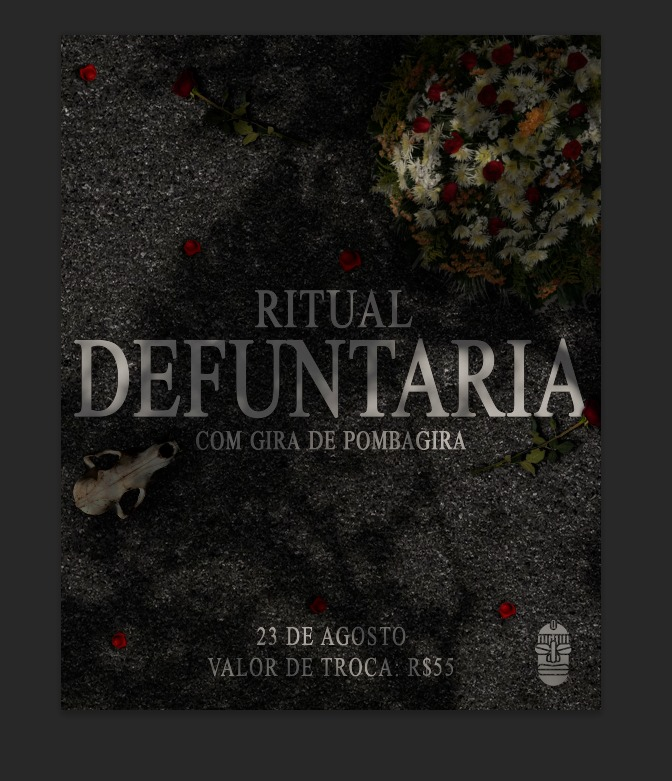 RITUAL
DEFUNTARIA
COM GIRA DE POMBAGIRA
23 DE AGOSTO
VALOR DE TROCA: R$55